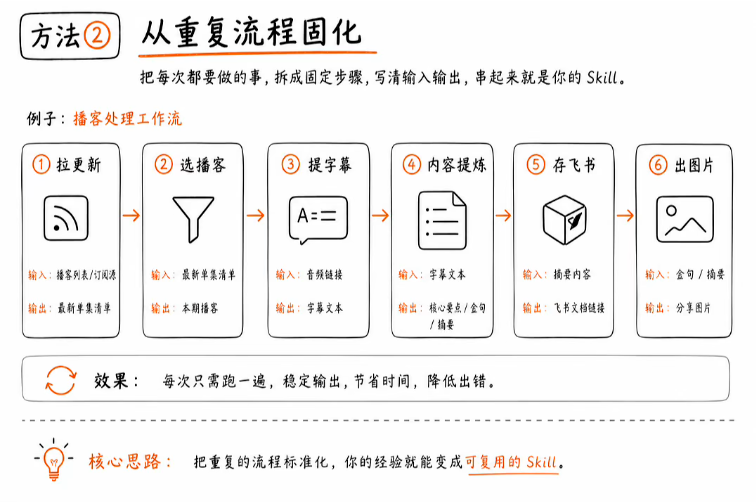 方法②
从重复流程固化
把每次都要做的事，拆成固定步骤，写清输入输出，串起来就是你的 Skill。
例子：播客处理工作流
① 拉更新
输入：播客列表/订阅源
输出：最新单集清单
② 选播客
输入：最新单集清单
输出：本期播客
③ 提字幕
A
输入：音频链接
输出：字幕文本
④ 内容提炼
输入：字幕文本
输出：核心要点/金句
/摘要
⑤ 存飞书
输入：摘要内容
输出：飞书文档链接
⑥ 出图片
输入：金句 / 摘要
输出：分享图片
效果：每次只需跑一遍，稳定输出，节省时间，降低出错。
核心思路：把重复的流程标准化，你的经验就能变成可复用的 Skill。